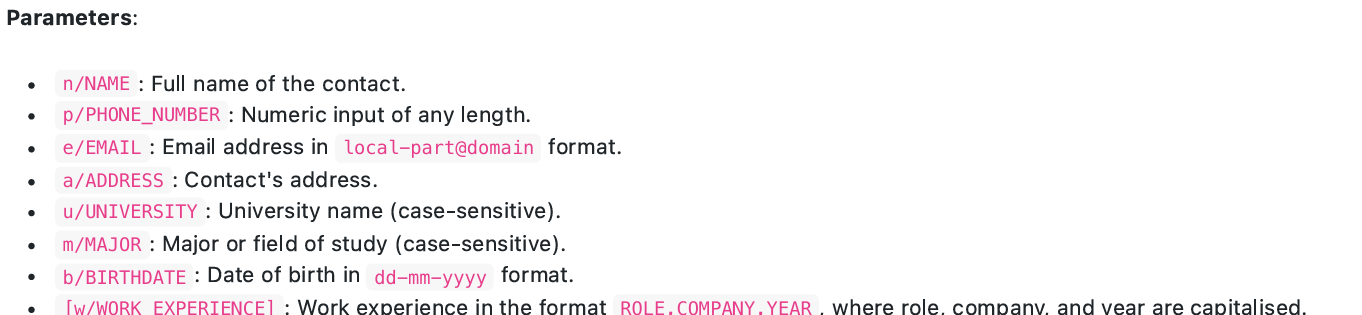 Parameters:
• n/NAME : Full name of the contact.
• p/PHONE_NUMBER : Numeric input of any length.
• e/EMAIL : Email address in local-part@domain format.
• a/ADDRESS : Contact's address.
• u/UNIVERSITY : University name (case-sensitive).
• m/MAJOR : Major or field of study (case-sensitive).
• b/BIRTHDATE : Date of birth in dd-mm-yyyy format.
• [w/WORK EXPERIENCE] : Work experience in the format ROLE,COMPANY,YEAR , where role, company, and year are capitalised.